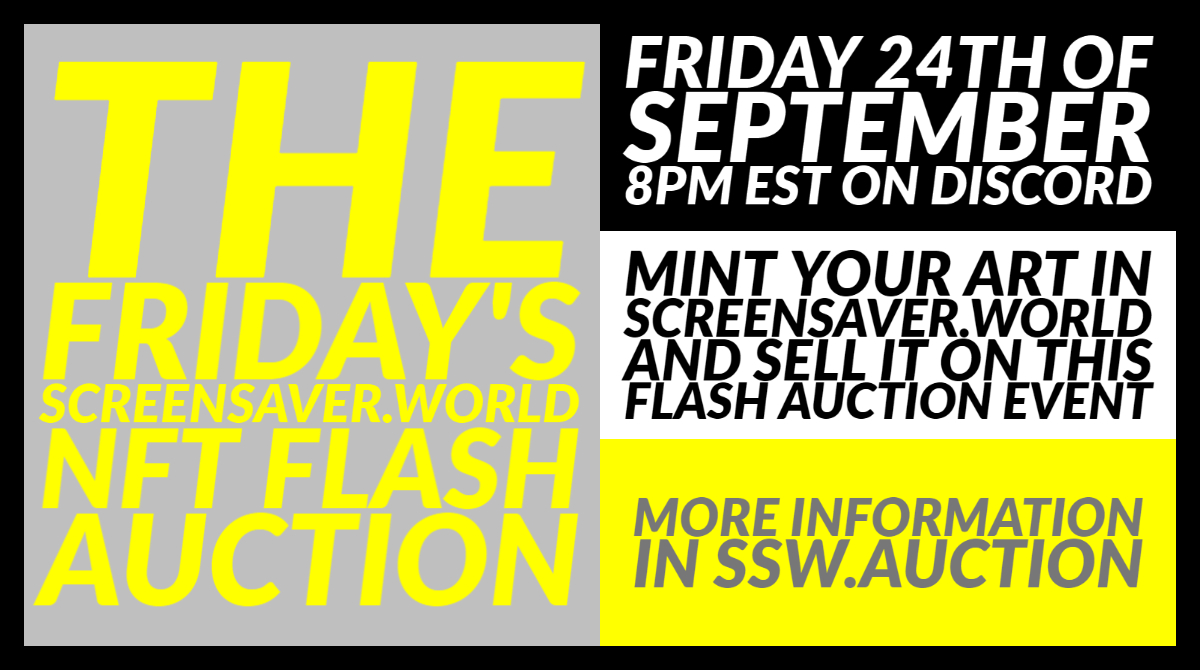 THE
FRIDAY'S
SCREENSAVER.WORLD
NFT FLASH
AUCTION
FRIDAY 24TH OF
SEPTEMBER
8PM EST ON DISCORD
MINT YOUR ART IN
SCREENSAVER.WORLD
AND SELL IT ON THIS
FLASH AUCTION EVENT
MORE INFORMATION
IN SSW.AUCTION